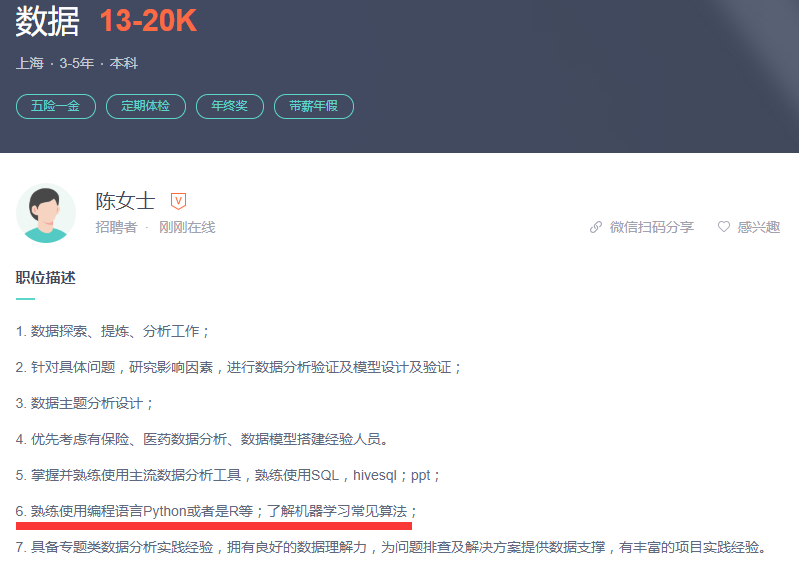 数据 13-20K
上海 · 3-5年 · 本科
五险一金 定期体检 年终奖 带薪年假
陈女士 V
招聘者 · 刚刚在线 微信扫码分享 感兴趣
职位描述
1. 数据探索、提炼、分析工作；
2. 针对具体问题，研究影响因素，进行数据分析验证及模型设计及验证；
3. 数据主题分析设计；
4. 优先考虑有保险、医药数据分析、数据模型搭建经验人员。
5. 掌握并熟练使用主流数据分析工具，熟练使用SQL，hivesql；ppt；
6. 熟练使用编程语言Python或者是R等；了解机器学习常见算法；
7. 具备专题类数据分析实践经验，拥有良好的数据理解力，为问题排查及解决方案提供数据支撑，有丰富的项目实践经验。